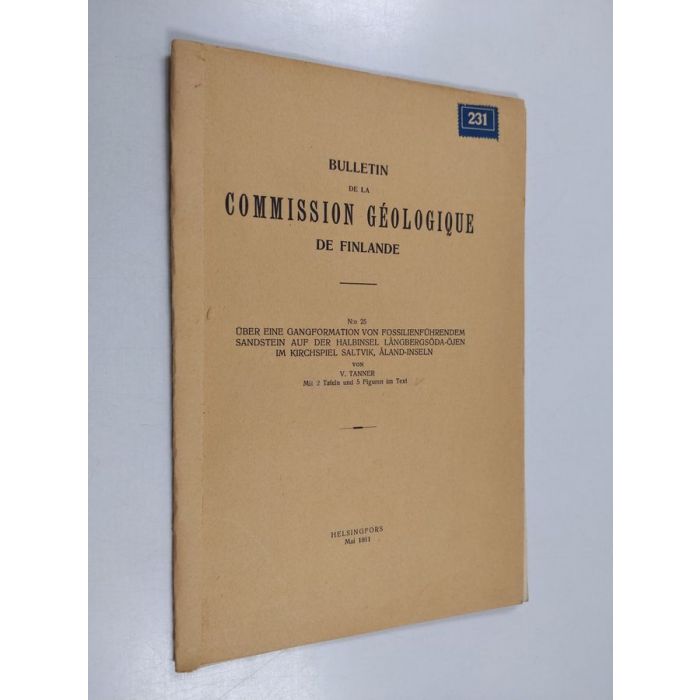 231
BULLETIN
DE LA
COMMISSION GÉOLOGIQUE
DE FINLANDE
N:o 25
ÜBER EINE GANGFORMATION VON FOSSILIENFÜHRENDEM
SANDSTEIN AUF DER HALBINSEL LÅNGBERGSÖDA-ÖJEN
IM KIRCHSPIEL SALTVIK, ÅLAND-INSELN
VON
V. TANNER
Mit 2 Tafeln und 5 Figuren im Text
HELSINGFORS
Mai 1911